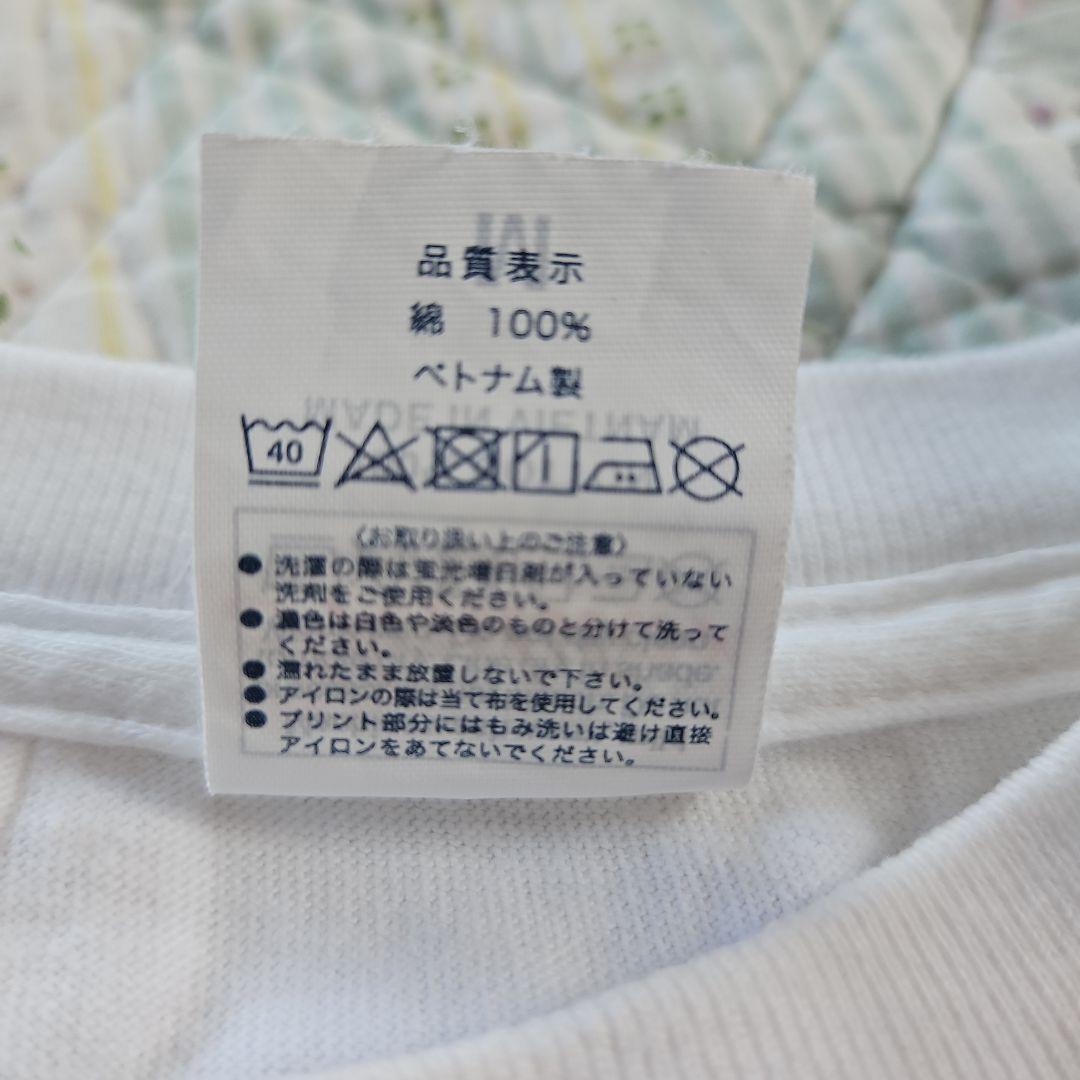 品質表示
綿 100%
ベトナム製
40
〈お取り扱い上のご注意〉
● 洗濯の際は蛍光増白剤が入っていない
洗剤をご使用ください。
● 濃色は白色や淡色のものと分けて洗って
ください。
● 濡れたまま放置しないで下さい。
● アイロンの際は当て布を使用してください。
● プリント部分にはもみ洗いは避け直接
アイロンをあてないでください。